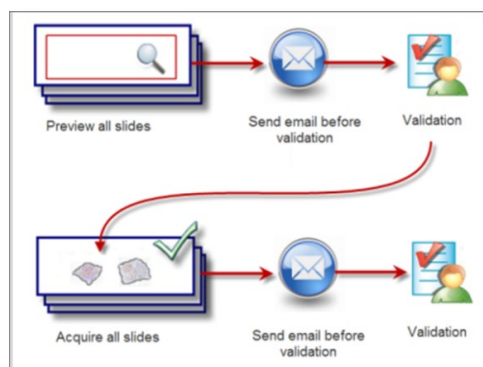 Preview all slides
Send email before
validation
Validation
Acquire all slides
Send email before
validation
Validation